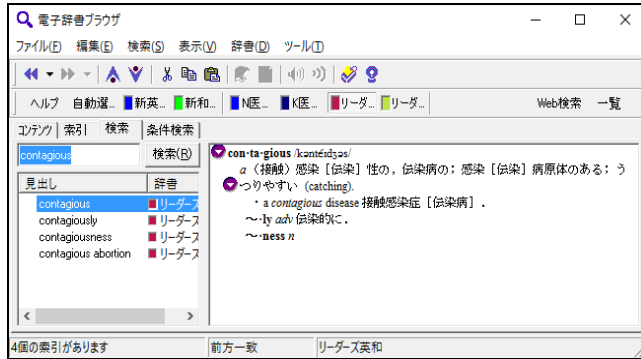 電子辞書ブラウザ
ファイル(F) 編集(E) 検索(S) 表示(V) 辞書(D) ツール(T)
ヘルプ 自動選... 新英... 新和... N医... K医... リーダ... リーダ... Web検索 一覧
コンテンツ 索引 検索 条件検索
contagious 検索(R)
見出し 辞書
contagious リーダーズ
contagiously リーダーズ
contagiousness リーダーズ
contagious abortion リーダーズ
con·ta·gious /kəntéɪdʒəs/
a 〈接触〉感染［伝染］性の, 伝染病の; 感染［伝染］病原体のある; う
つりやすい (catching).
・a contagious disease 接触感染症［伝染病］.
～·ly adv 伝染的に.
～·ness n
4個の索引があります 前方一致 リーダーズ英和